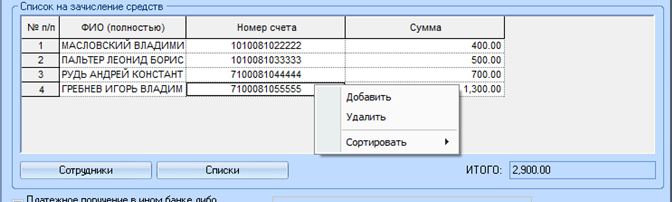 Список на зачисление средств
№ п/п ФИО (полностью) Номер счета Сумма
1 МАСЛОВСКИЙ ВЛАДИМИ 1010081022222 400.00
2 ПАЛЬТЕР ЛЕОНИД БОРИС 1010081033333 500.00
3 РУДЬ АНДРЕЙ КОНСТАНТ 7100081044444 700.00
4 ГРЕБНЕВ ИГОРЬ ВЛАДИМ 7100081055555 1,300.00
Добавить
Удалить
Сортировать
Сотрудники Списки ИТОГО: 2,900.00
Платежное поручение в ином банке либо